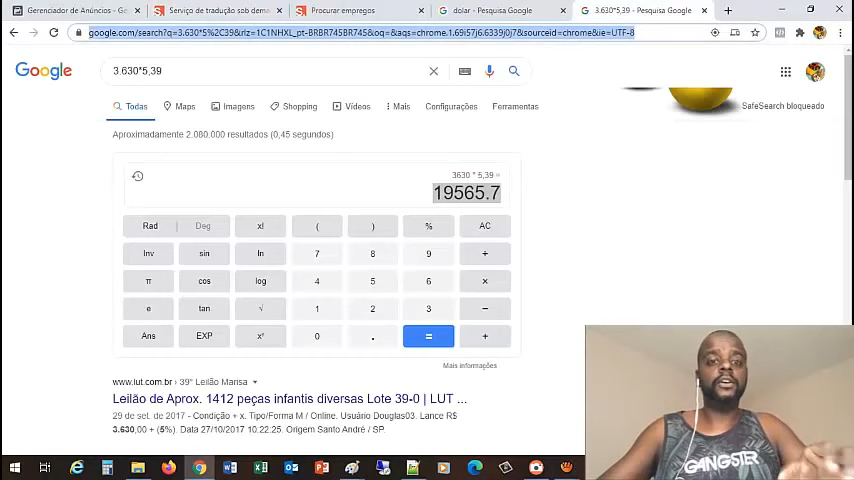 Gerenciador de Anúncios - Ger
Serviço de tradução sob dem
Procurar empregos
dolar - Pesquisa Google
3.630*5,39 - Pesquisa Google
google.com/search?q=3.630*5%2C39&rlz=1C1NHXL_pt-BRBR745BR745&oq=&aqs=chrome.1.69i57j6.6339j0j7&sourceid=chrome&ie=UTF-8
Google
3.630*5,39
Todas
Maps
Imagens
Shopping
Vídeos
Mais
Configurações
Ferramentas
SafeSearch bloqueado
Aproximadamente 2.080.000 resultados (0,45 segundos)
3630 * 5,39 =
19565.7
Rad Deg x! ( ) % AC
Inv sin ln 7 8 9 ÷
π cos log 4 5 6 ×
e tan √ 1 2 3 −
Ans EXP xʸ 0 . = +
Mais informações
www.lut.com.br › 39° Leilão Marisa
Leilão de Aprox. 1412 peças infantis diversas Lote 39-0 | LUT ...
29 de set. de 2017 - Condição + x. Tipo/Forma M / Online. Usuário Douglas03. Lance R$
3.630,00 + (5%). Data 27/10/2017 10:22:25. Origem Santo André / SP.
GANGSTER